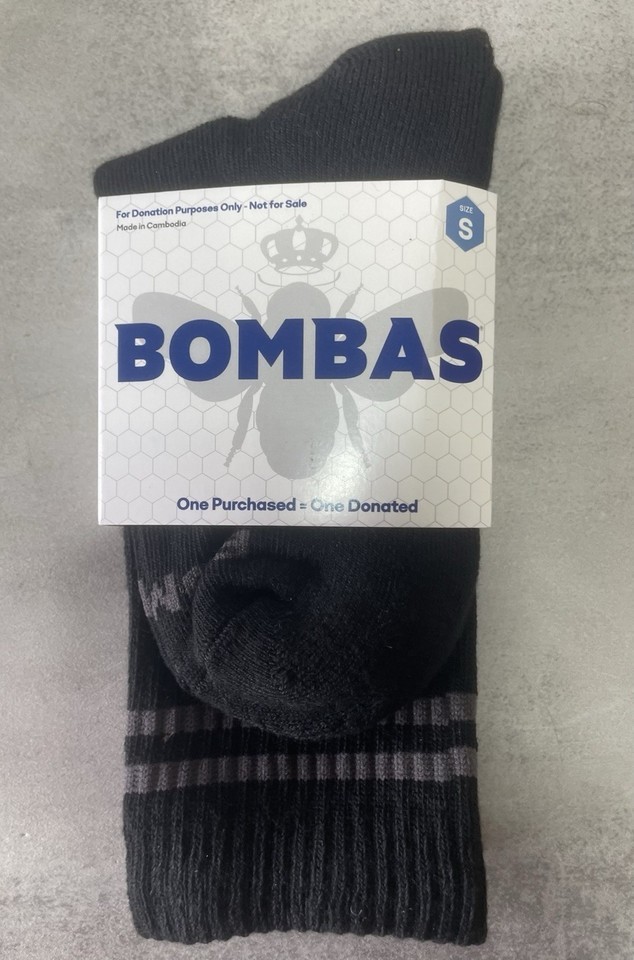 For Donation Purposes Only - Not for Sale
Made in Cambodia
SIZE
S
BOMBAS
One Purchased = One Donated